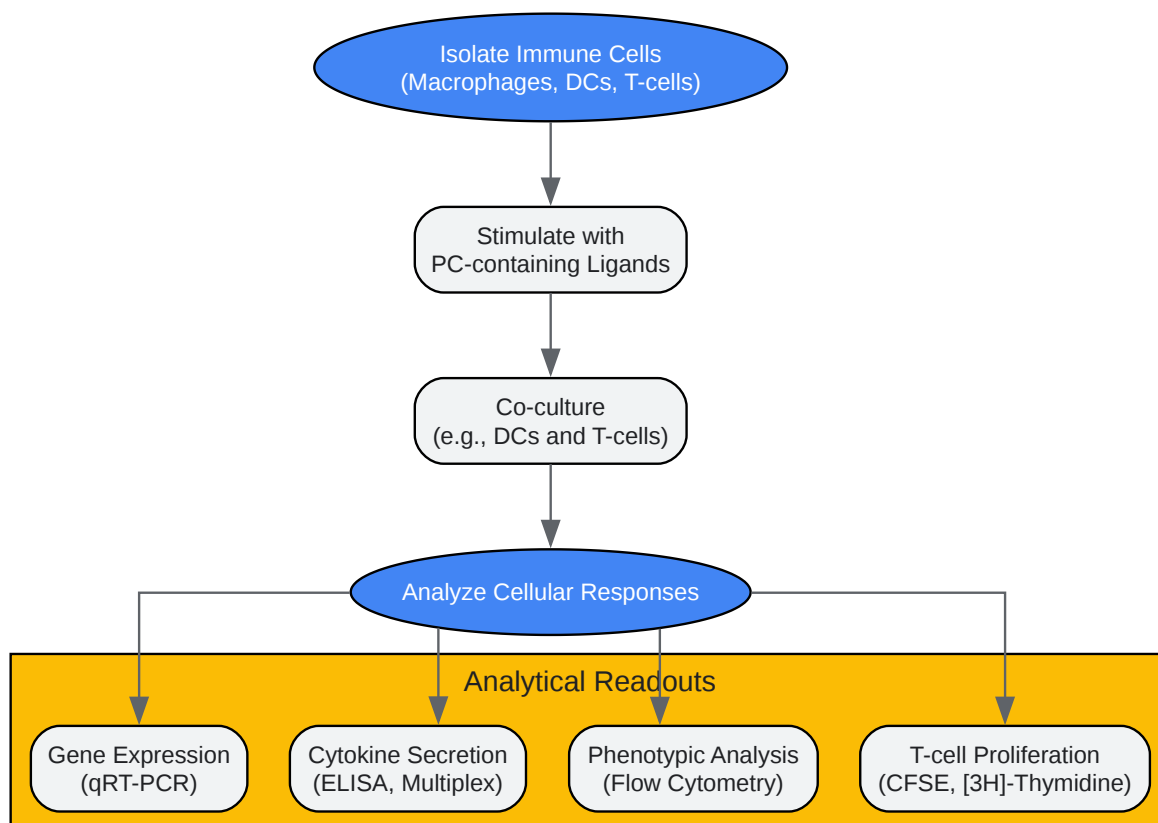 Isolate Immune Cells
(Macrophages, DCs, T-cells)
Stimulate with
PC-containing Ligands
Co-culture
(e.g., DCs and T-cells)
Analyze Cellular Responses
Analytical Readouts
Gene Expression
(qRT-PCR)
Cytokine Secretion
(ELISA, Multiplex)
Phenotypic Analysis
(Flow Cytometry)
T-cell Proliferation
(CFSE, [3H]-Thymidine)